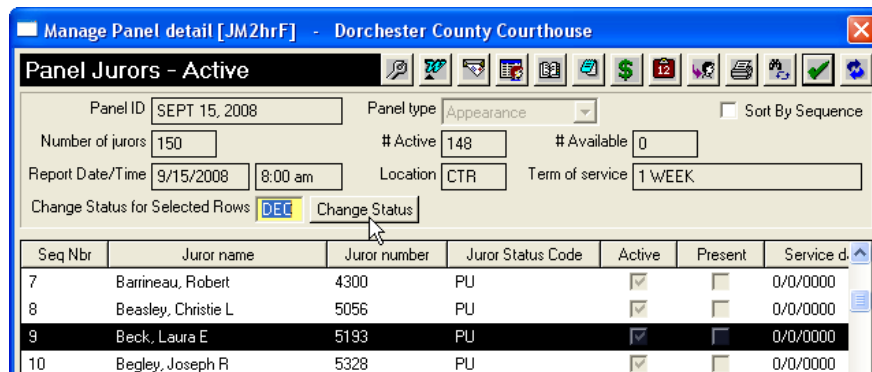 Manage Panel detail [JM2hrF] - Dorchester County Courthouse
Panel Jurors - Active
12
Panel ID SEPT 15, 2008 Panel type Appearance Sort By Sequence
Number of jurors 150 # Active 148 # Available 0
Report Date/Time 9/15/2008 8:00 am Location CTR Term of service 1 WEEK
Change Status for Selected Rows DEC Change Status
Seq Nbr Juror name Juror number Juror Status Code Active Present Service d
7 Barrineau, Robert 4300 PU 0/0/0000
8 Beasley, Christie L 5056 PU 0/0/0000
9 Beck, Laura E 5193 PU 0/0/0000
10 Begley, Joseph R 5328 PU 0/0/0000